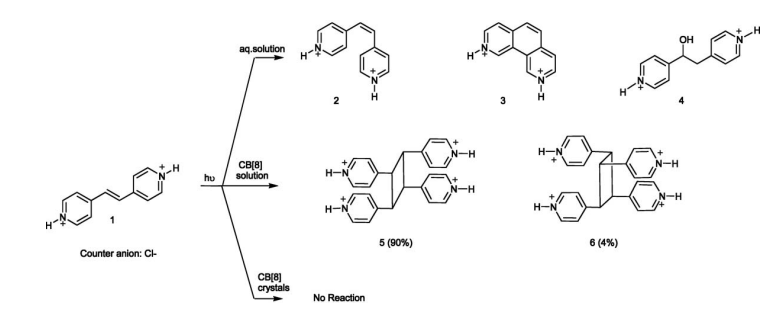 aq.solution
H
N
+
N
+
H
2
H
N
+
N
+
H
3
OH
N
+
H
H
N
+
4
N
+
H
H
N
+
1
Counter anion: Cl-
hυ
CB[8]
solution
H
N
+
N
+
H
H
N
+
N
+
H
5 (90%)
H
N
+
N
+
H
H
N
+
N
+
H
6 (4%)
CB[8]
crystals
No Reaction